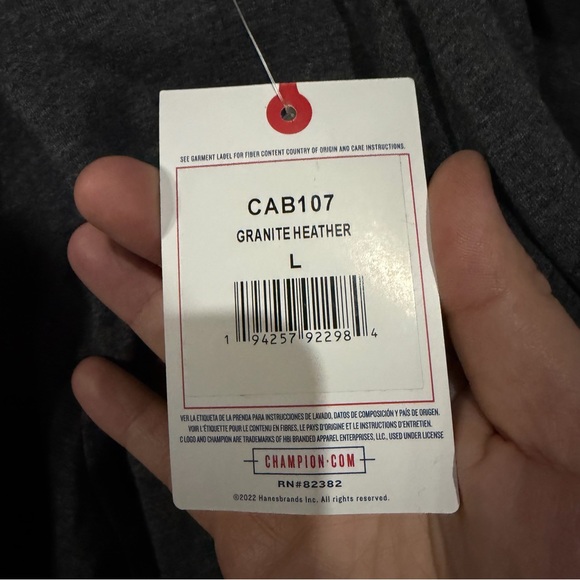 SEE GARMENT LABEL FOR FIBER CONTENT COUNTRY OF ORIGIN AND CARE INSTRUCTIONS.
CAB107
GRANITE HEATHER
L
1 94257 92298 4
VER LA ETIQUETA DE LA PRENDA PARA INSTRUCCIONES DE LAVADO, DATOS DE COMPOSICIÓN Y PAÍS DE ORIGEN.
VOIR L'ÉTIQUETTE POUR LE CONTENU EN FIBRES, LE PAYS D'ORIGINE ET LE INSTRUCTIONS D'ENTRETIEN.
C LOGO AND CHAMPION ARE TRADEMARKS OF HBI BRANDED APPAREL ENTERPRISES, LLC., USED UNDER LICENSE
CHAMPION·COM
RN#82382
©2022 Hanesbrands Inc. All rights reserved.